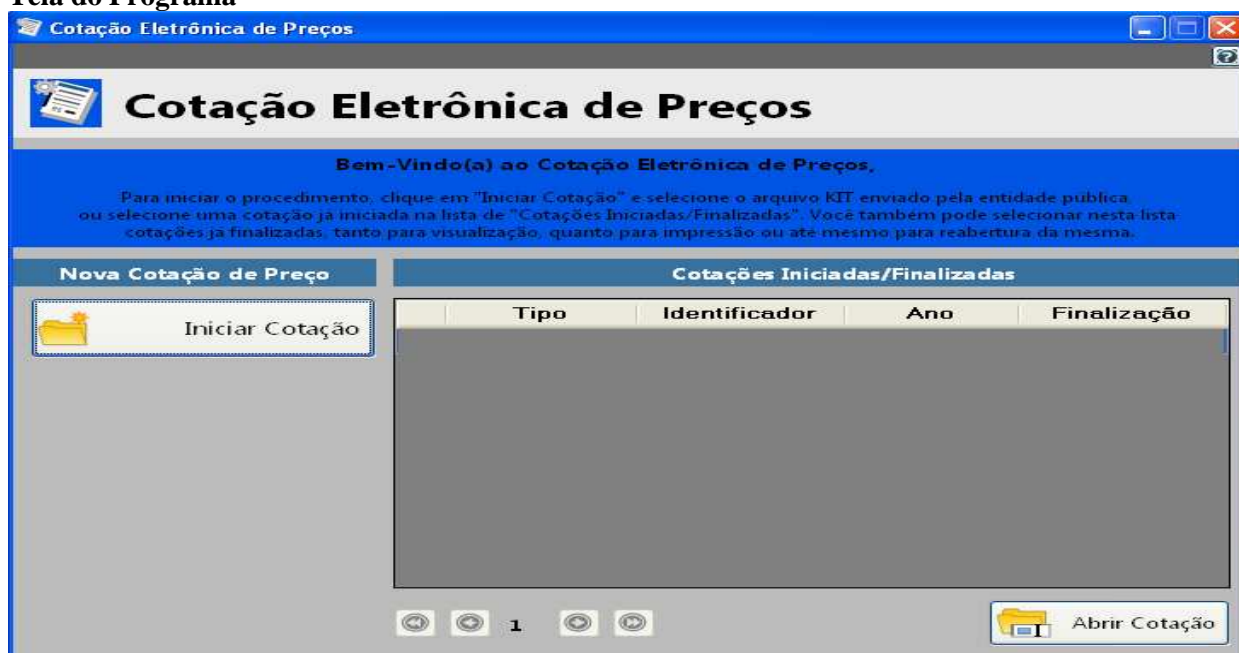 Tela do Programa
Cotação Eletrônica de Preços
Cotação Eletrônica de Preços
Bem-Vindo(a) ao Cotação Eletrônica de Preços,
Para iniciar o procedimento, clique em "Iniciar Cotação" e selecione o arquivo KIT enviado pela entidade pública,
ou selecione uma cotação já iniciada na lista de "Cotações Iniciadas/Finalizadas". Você também pode selecionar nesta lista
cotações já finalizadas, tanto para visualização, quanto para impressão ou até mesmo para reabertura da mesma.
Nova Cotação de Preço
Cotações Iniciadas/Finalizadas
Iniciar Cotação
Tipo Identificador Ano Finalização
1
Abrir Cotação